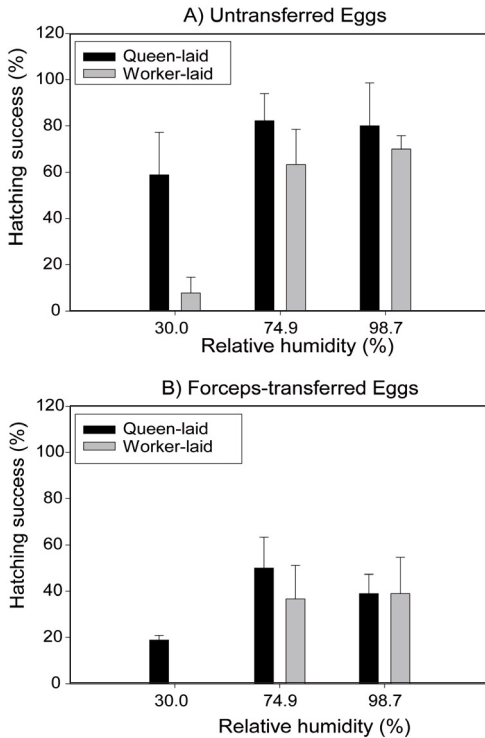 A) Untransferred Eggs
120
100
80
60
40
20
0
Hatching success (%)
Queen-laid
Worker-laid
30.0 74.9 98.7
Relative humidity (%)
B) Forceps-transferred Eggs
120
100
80
60
40
20
0
Hatching success (%)
Queen-laid
Worker-laid
30.0 74.9 98.7
Relative humidity (%)